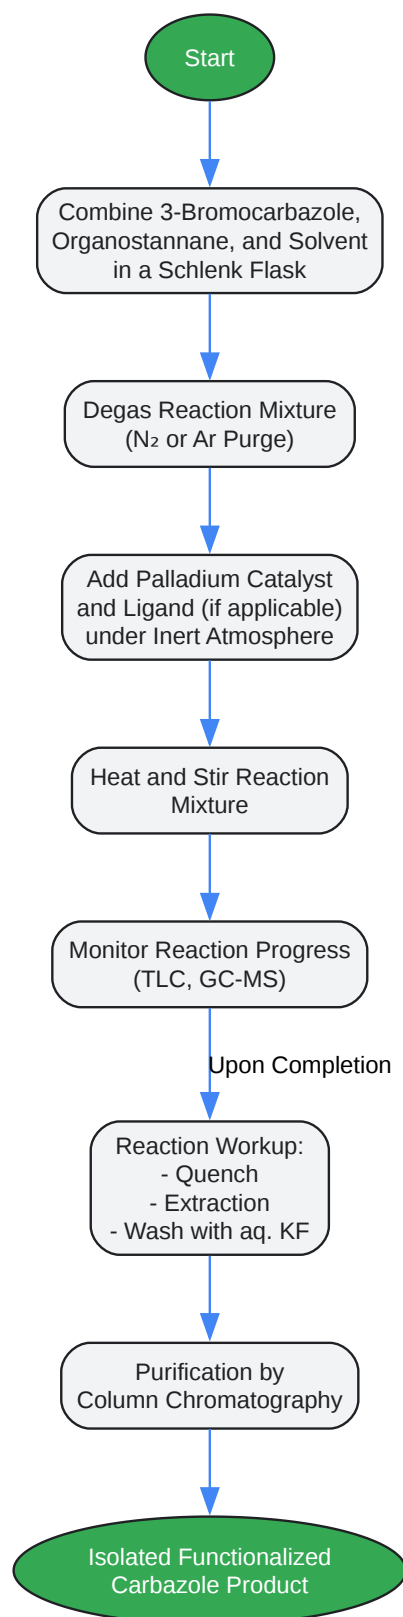 Start
Combine 3-Bromocarbazole,
Organostannane, and Solvent
in a Schlenk Flask
Degas Reaction Mixture
(N₂ or Ar Purge)
Add Palladium Catalyst
and Ligand (if applicable)
under Inert Atmosphere
Heat and Stir Reaction
Mixture
Monitor Reaction Progress
(TLC, GC-MS)
Upon Completion
Reaction Workup:
- Quench
- Extraction
- Wash with aq. KF
Purification by
Column Chromatography
Isolated Functionalized
Carbazole Product